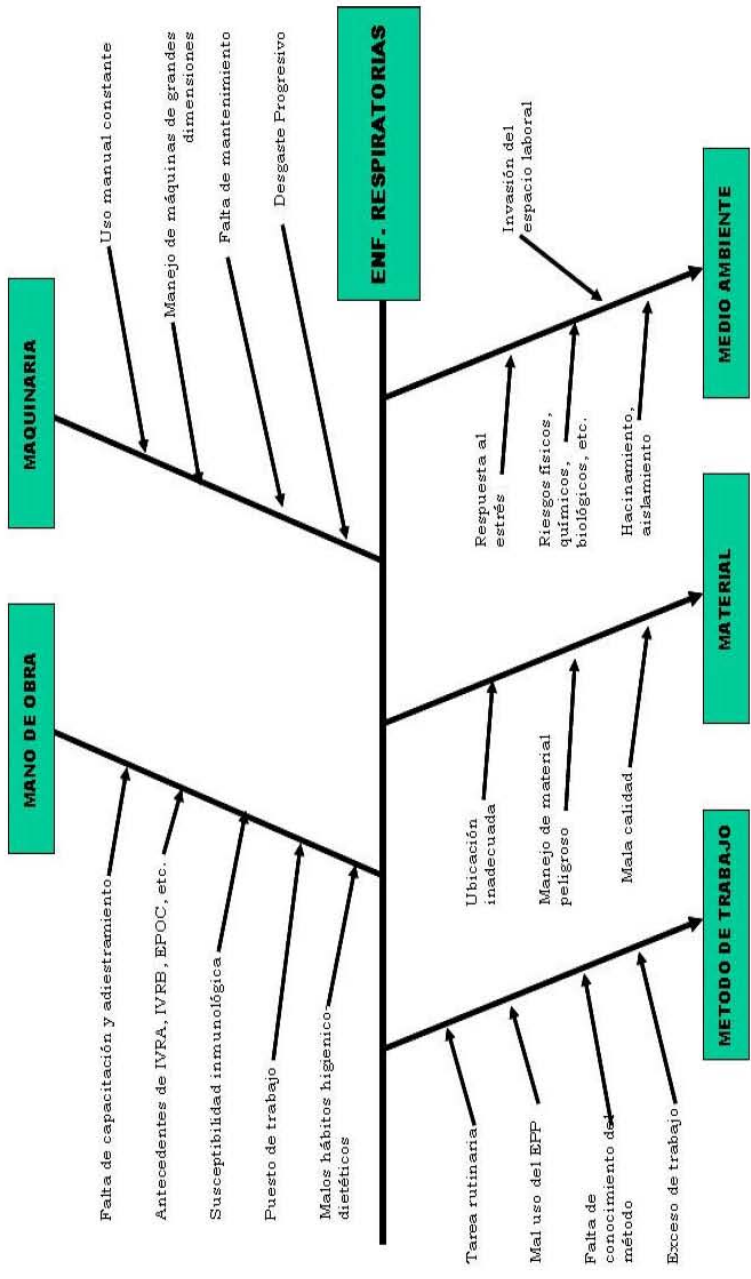 MANO DE OBRA
MAQUINARIA
Falta de capacitación y adiestramiento
Antecedentes de IVRA, IVRB, EPOC, etc.
Susceptibilidad inmunológica
Puesto de trabajo
Malos hábitos higienico-
dietéticos
Uso manual constante
Manejo de máquinas de grandes
dimensiones
Falta de mantenimiento
Desgaste Progresivo
ENF. RESPIRATORIAS
Tarea rutinaria
Mal uso del EPP
Falta de
conocimiento del
método
Exceso de trabajo
Ubicación
inadecuada
Manejo de material
peligroso
Mala calidad
Respuesta al
estrés
Riesgos físicos,
químicos,
biológicos, etc.
Hacinamiento,
aislamiento
Invasión del
espacio laboral
METODO DE TRABAJO
MATERIAL
MEDIO AMBIENTE